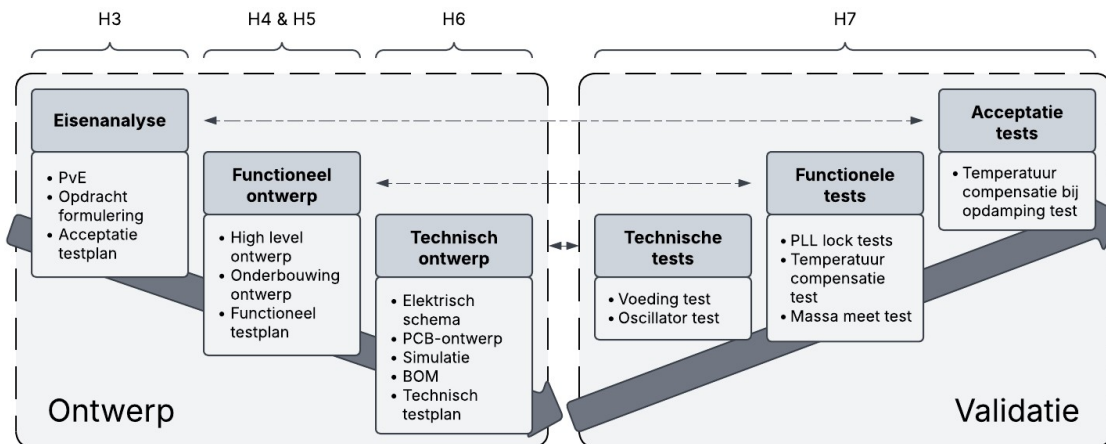 H3
H4 & H5
H6
H7
Eisenanalyse
• PvE
• Opdracht
formulering
• Acceptatie
testplan
Functioneel
ontwerp
• High level
ontwerp
• Onderbouwing
ontwerp
• Functioneel
testplan
Technisch
ontwerp
• Elektrisch
schema
• PCB-ontwerp
• Simulatie
• BOM
• Technisch
testplan
Ontwerp
Technische
tests
• Voeding test
• Oscillator test
Functionele
tests
• PLL lock tests
• Temperatuur
compensatie
test
• Massa meet test
Acceptatie
tests
• Temperatuur
compensatie bij
opdamping test
Validatie